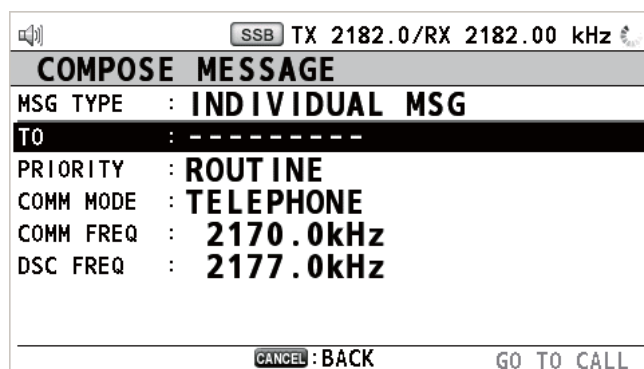 SSB TX 2182.0/RX 2182.00 kHz
COMPOSE MESSAGE
MSG TYPE : INDIVIDUAL MSG
TO : ---------
PRIORITY : ROUTINE
COMM MODE : TELEPHONE
COMM FREQ : 2170.0kHz
DSC FREQ : 2177.0kHz
CANCEL : BACK GO TO CALL